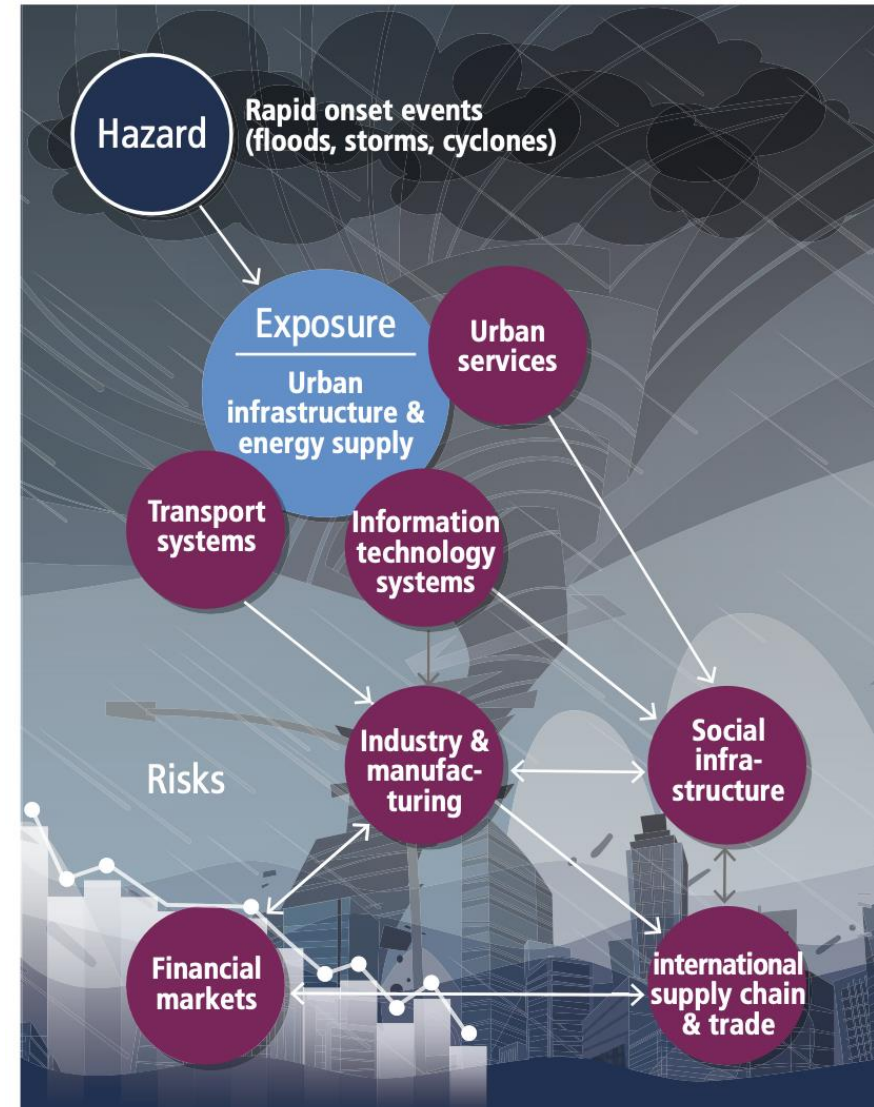 Hazard
Rapid onset events
(floods, storms, cyclones)
Exposure
Urban
infrastructure &
energy supply
Urban
services
Transport
systems
Information
technology
systems
Industry &
manufac-
turing
Social
infra-
structure
Risks
Financial
markets
international
supply chain
& trade